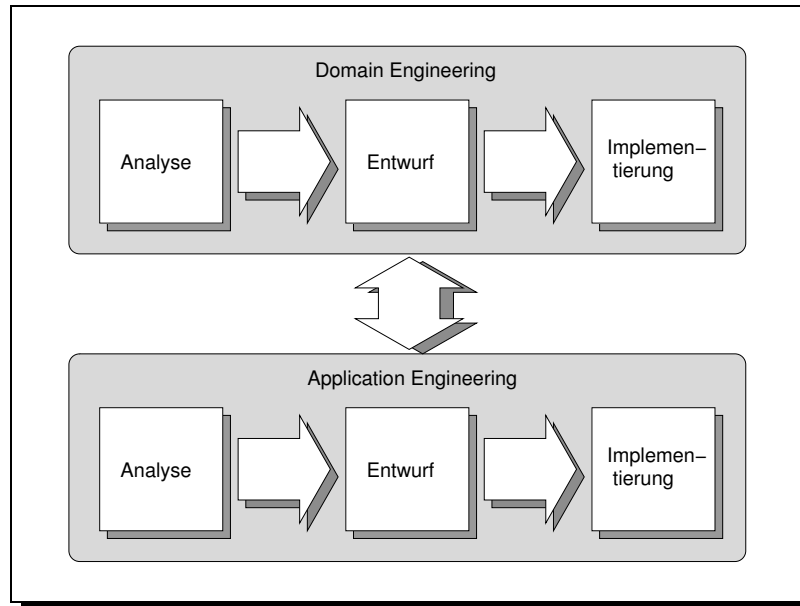 Domain Engineering
Analyse
Entwurf
Implemen−
tierung
Application Engineering
Analyse
Entwurf
Implemen−
tierung